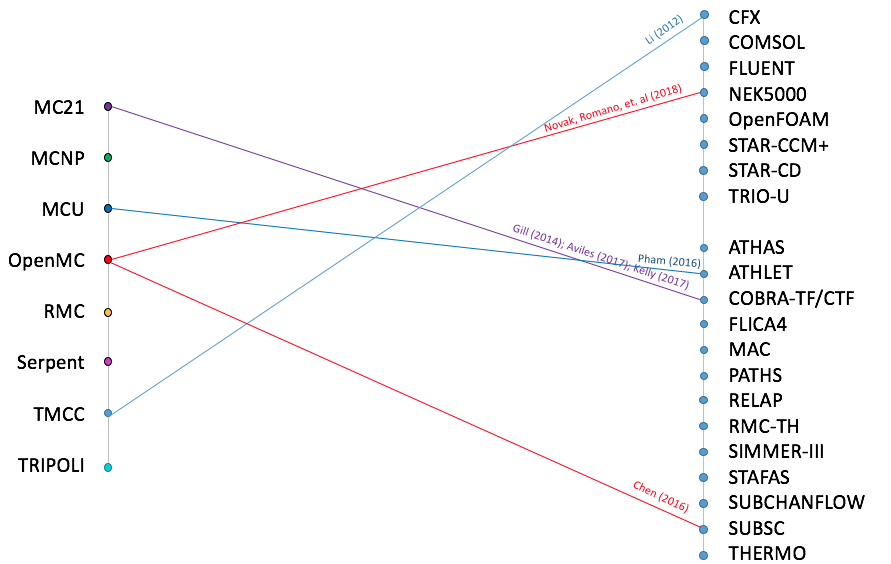 MC21
MCNP
MCU
OpenMC
RMC
Serpent
TMCC
TRIPOLI
Li (2012)
Novak, Romano, et. al (2018)
Gill (2014); Aviles (2017); Kelly (2017)
Pham (2016)
Chen (2016)
CFX
COMSOL
FLUENT
NEK5000
OpenFOAM
STAR-CCM+
STAR-CD
TRIO-U
ATHAS
ATHLET
COBRA-TF/CTF
FLICA4
MAC
PATHS
RELAP
RMC-TH
SIMMER-III
STAFAS
SUBCHANFLOW
SUBSC
THERMO